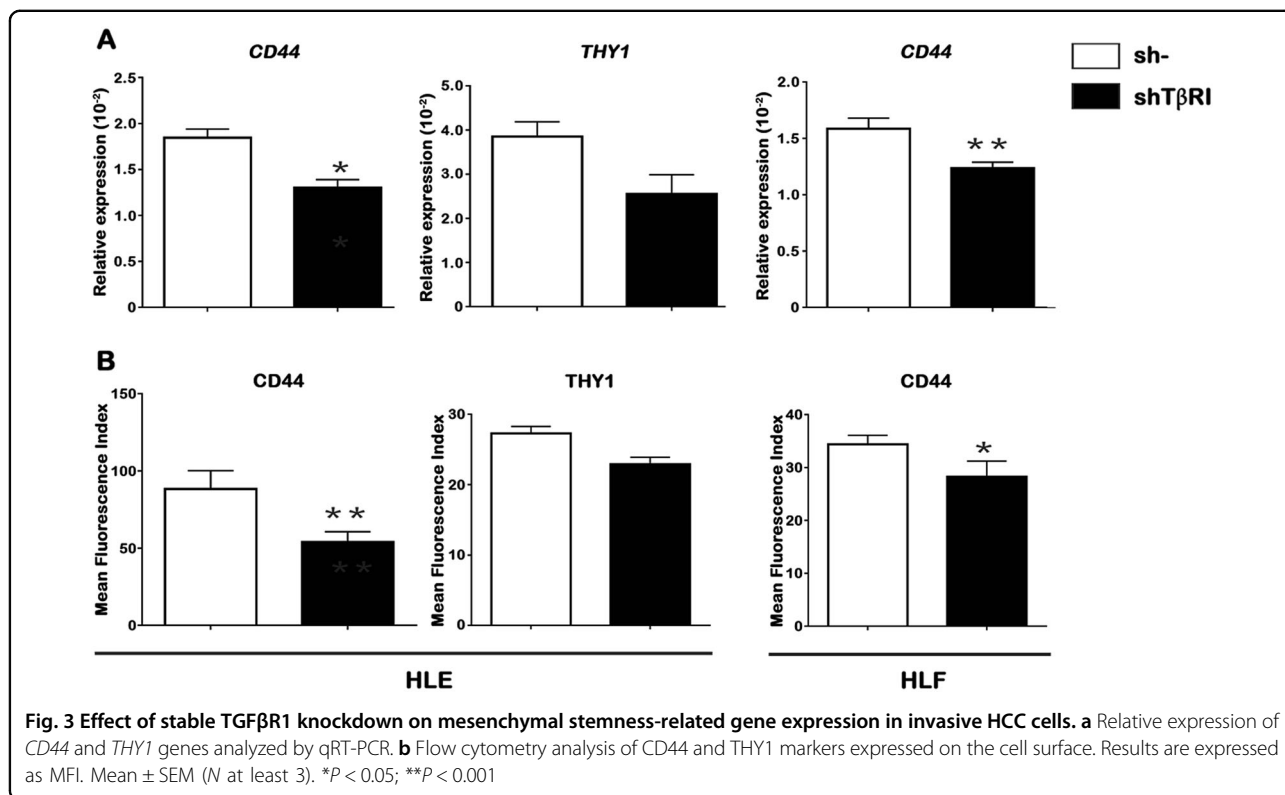 A
CD44
THY1
CD44
sh-
shTβRI
Relative expression (10⁻²)
2.5
2.0
1.5
1.0
0.5
0
*
*
Relative expression (10⁻²)
4.0
3.0
2.0
1.0
0
Relative expression (10⁻²)
2.0
1.5
1.0
0.5
0
* *
B
CD44
THY1
CD44
Mean Fluorescence Index
150
100
50
0
* *
* *
Mean Fluorescence Index
30
20
10
0
Mean Fluorescence Index
40
30
20
10
0
*
HLE
HLF
Fig. 3 Effect of stable TGFβR1 knockdown on mesenchymal stemness-related gene expression in invasive HCC cells. a Relative expression of
CD44 and THY1 genes analyzed by qRT-PCR. b Flow cytometry analysis of CD44 and THY1 markers expressed on the cell surface. Results are expressed
as MFI. Mean ± SEM (N at least 3). *P < 0.05; **P < 0.001